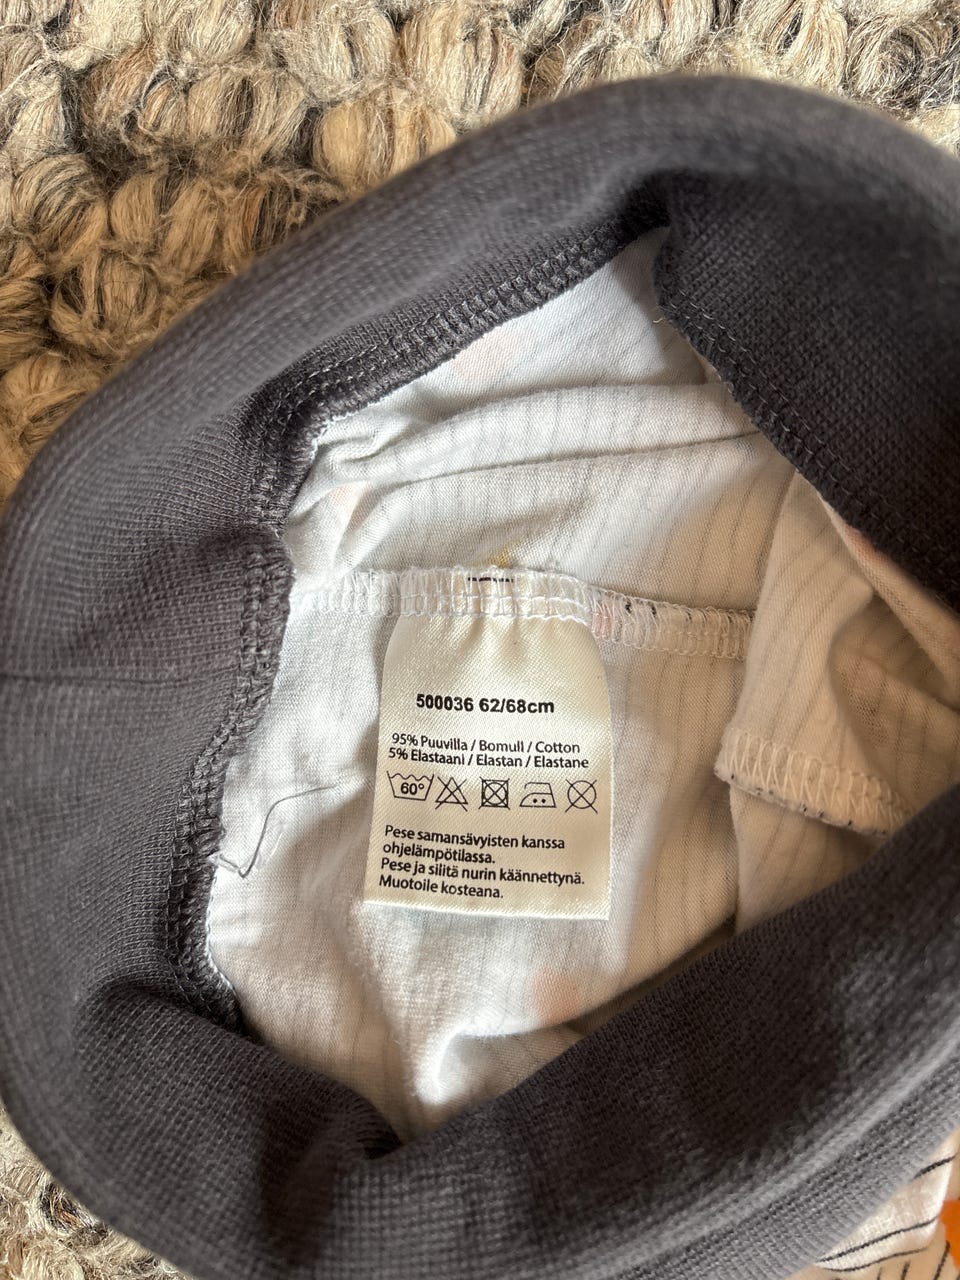 500036 62/68cm
95% Puuvilla / Bomull / Cotton
5% Elastaani / Elastan / Elastane
60°
Pese samansävyisten kanssa
ohjelämpötilassa.
Pese ja silitä nurin käännettynä.
Muotoile kosteana.